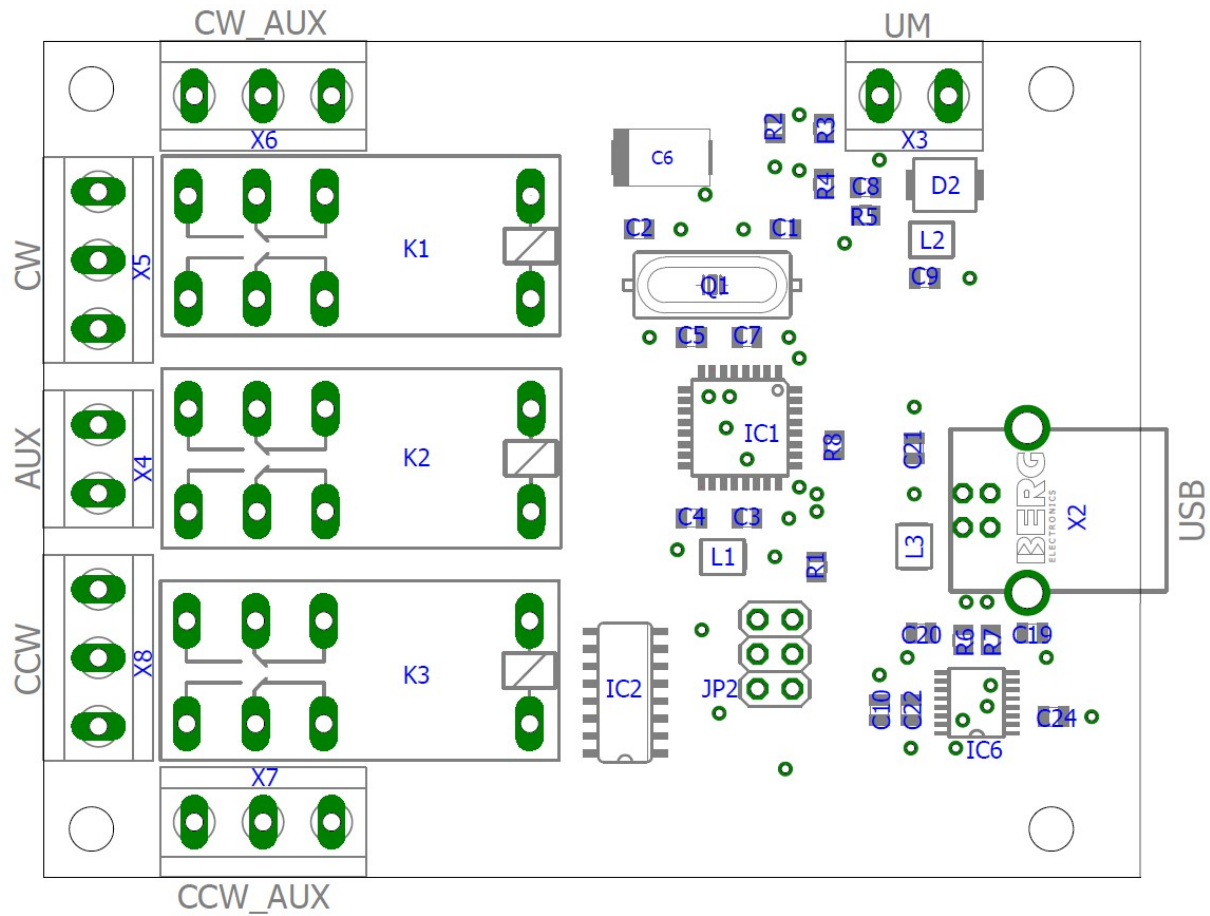 CW_AUX
UM
X6
X3
R2
R3
C6
R4
C8
D2
R5
C2
C1
L2
CW
X5
K1
C9
Q1
C5
C7
IC1
R8
C21
AUX
X4
K2
BERG
ELECTRONICS
X2
USB
C4
C3
L1
R1
L3
CCW
X8
K3
IC2
JP2
C20
R6
R7
C19
C10
C22
C24
IC6
X7
CCW_AUX